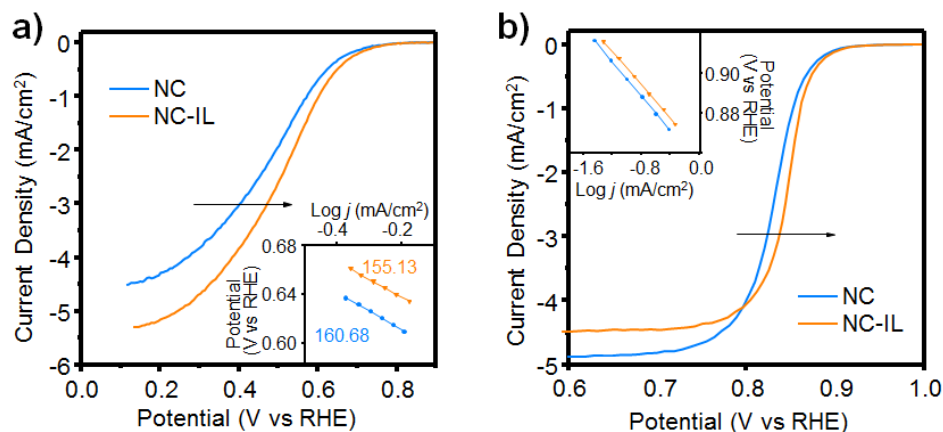 a)
0
-1
-2
-3
-4
-5
-6
Current Density (mA/cm²)
NC
NC-IL
Log j (mA/cm²)
-0.4 -0.2
0.68
0.64
0.60
Potential
(V vs RHE)
155.13
160.68
0.0 0.2 0.4 0.6 0.8
Potential (V vs RHE)
b)
0
-1
-2
-3
-4
-5
Current Density (mA/cm²)
0.90
0.88
Potential
(V vs RHE)
-1.6 -0.8 0.0
Log j (mA/cm²)
NC
NC-IL
0.6 0.7 0.8 0.9 1.0
Potential (V vs RHE)